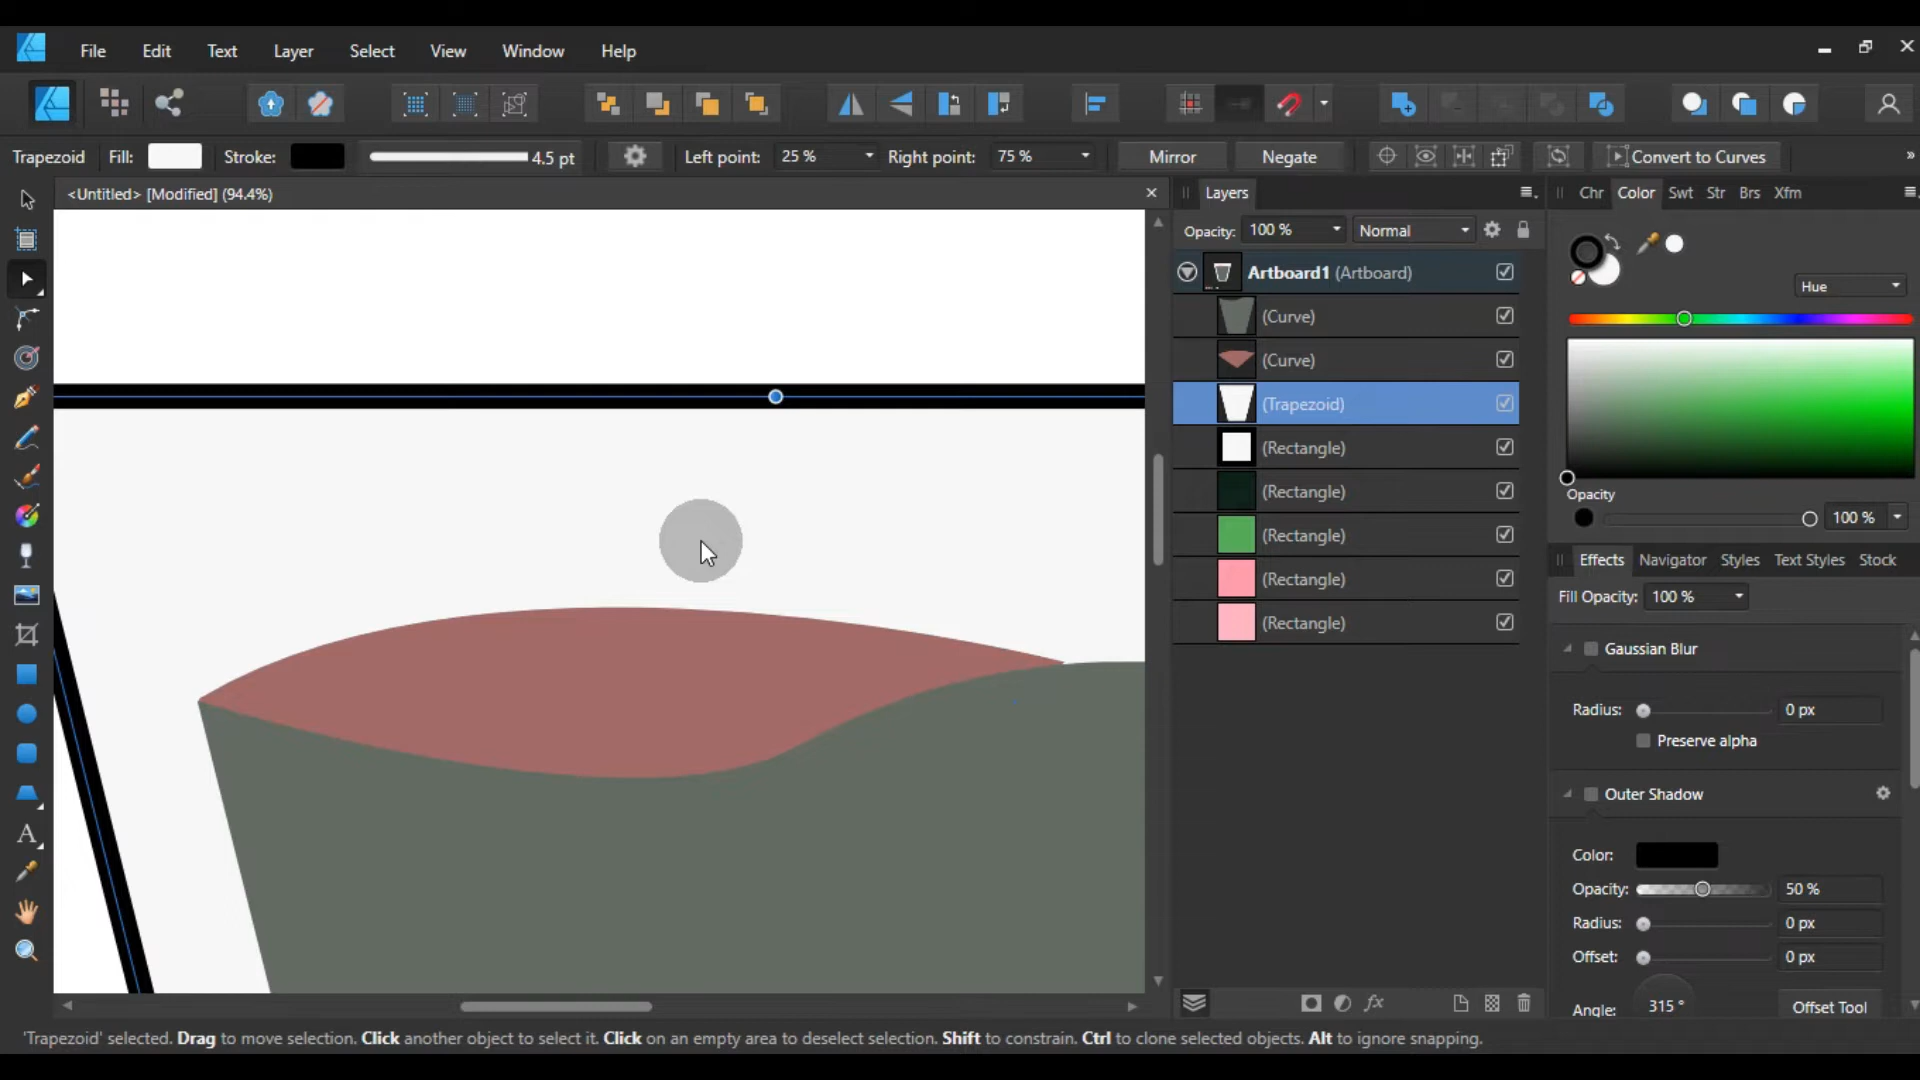 File Edit Text Layer Select View Window Help
Trapezoid Fill: Stroke: 4.5 pt Left point: 25 % Right point: 75 % Mirror Negate Convert to Curves »
<Untitled> [Modified] (94.4%)
Layers
Opacity: 100 % Normal
Artboard1 (Artboard)
(Curve)
(Curve)
(Trapezoid)
(Rectangle)
(Rectangle)
(Rectangle)
(Rectangle)
(Rectangle)
Chr Color Swt Str Brs Xfm
Hue
Opacity
100 %
Effects Navigator Styles Text Styles Stock
Fill Opacity: 100 %
Gaussian Blur
Radius: 0 px
Preserve alpha
Outer Shadow
Color:
Opacity: 50 %
Radius: 0 px
Offset: 0 px
Angle: 315 ° Offset Tool
'Trapezoid' selected. Drag to move selection. Click another object to select it. Click on an empty area to deselect selection. Shift to constrain. Ctrl to clone selected objects. Alt to ignore snapping.